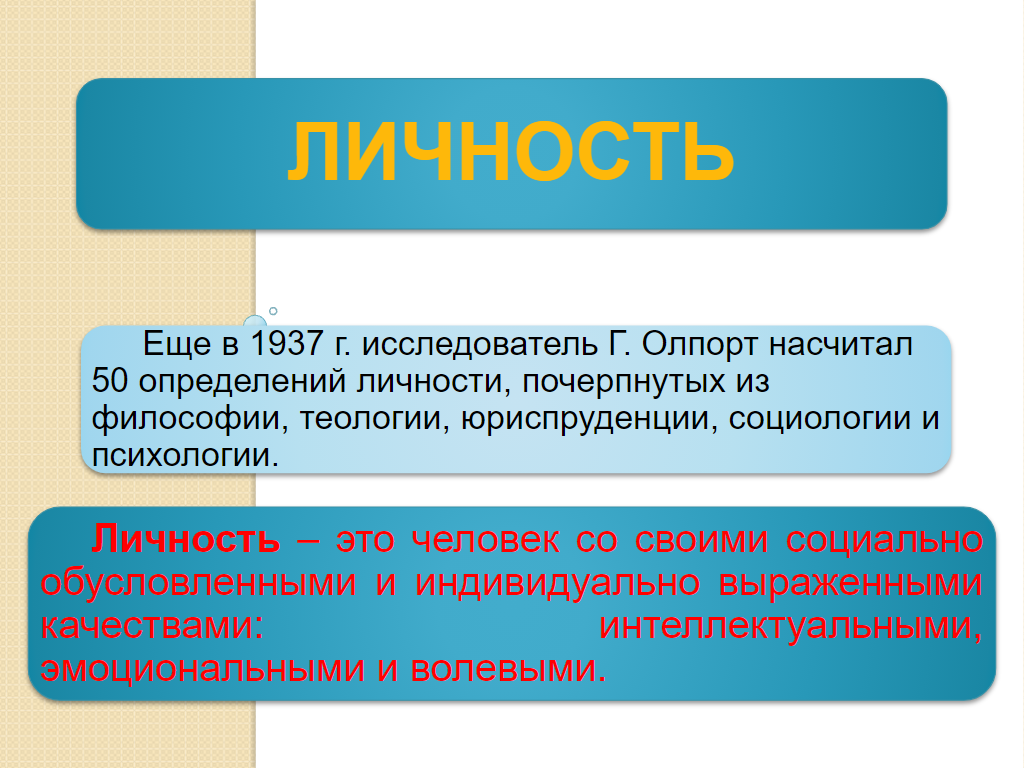 ЛИЧНОСТЬ
Еще в 1937 г. исследователь Г. Олпорт насчитал
50 определений личности, почерпнутых из
философии, теологии, юриспруденции, социологии и
психологии.
Личность – это человек со своими социально
обусловленными и индивидуально выраженными
качествами: интеллектуальными,
эмоциональными и волевыми.